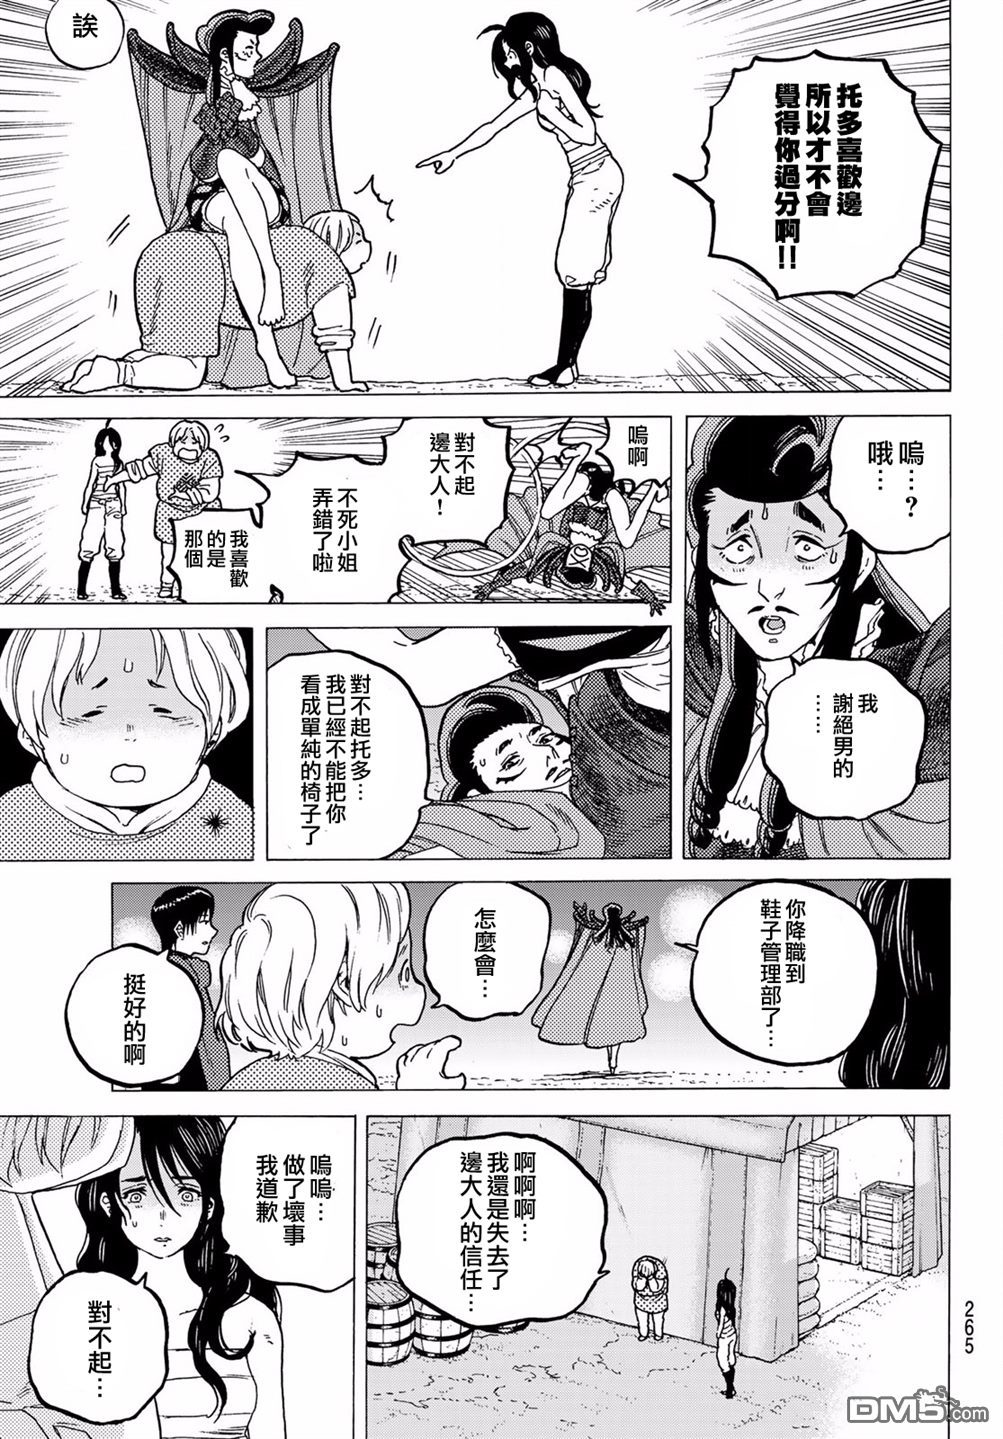 托多喜歡邊
所以才不會
覺得你過分啊!!
誒
嗚…?
哦…
我
謝絕男的
……
嗚啊
對不起
邊大人!
不死小姐
弄錯了啦
我喜歡
的是
那個
對不起托多…
我已經不能把你
看成單純的椅子了
你降職到
鞋子管理部了…
怎麼會…
挺好的啊
啊啊啊…
我還是失去了
邊大人的信任…
嗚嗚…
做了壞事
我道歉
對不起…
265
DM5.com
漫画人